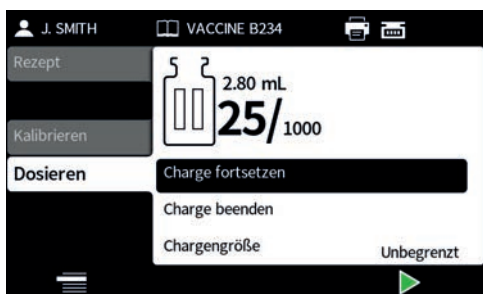 J. SMITH
VACCINE B234
Rezept
Kalibrieren
Dosieren
2.80 mL
25/1000
Charge fortsetzen
Charge beenden
Chargengröße Unbegrenzt